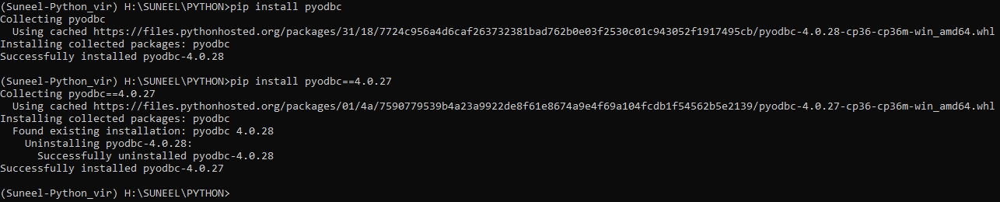 (Suneel-Python_vir) H:\SUNEEL\PYTHON>pip install pyodbc
Collecting pyodbc
  Using cached https://files.pythonhosted.org/packages/31/18/7724c956a4d6caf263732381bad762b0e03f2530c01c943052f1917495cb/pyodbc-4.0.28-cp36-cp36m-win_amd64.whl
Installing collected packages: pyodbc
Successfully installed pyodbc-4.0.28

(Suneel-Python_vir) H:\SUNEEL\PYTHON>pip install pyodbc==4.0.27
Collecting pyodbc==4.0.27
  Using cached https://files.pythonhosted.org/packages/01/4a/7590779539b4a23a9922de8f61e8674a9e4f69a104fcdb1f54562b5e2139/pyodbc-4.0.27-cp36-cp36m-win_amd64.whl
Installing collected packages: pyodbc
  Found existing installation: pyodbc 4.0.28
    Uninstalling pyodbc-4.0.28:
      Successfully uninstalled pyodbc-4.0.28
Successfully installed pyodbc-4.0.27

(Suneel-Python_vir) H:\SUNEEL\PYTHON>